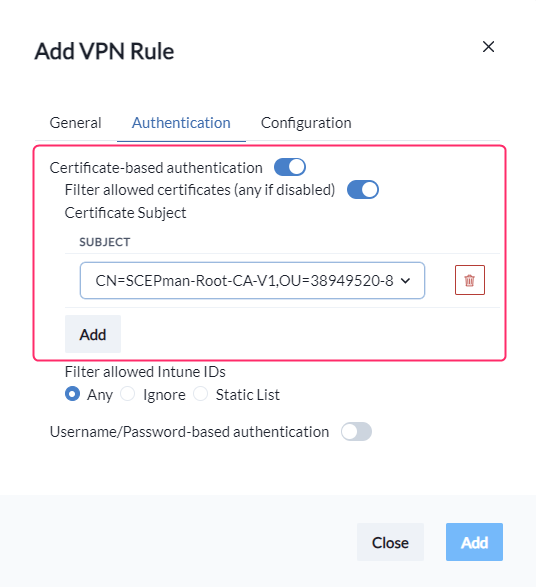 Add VPN Rule
General Authentication Configuration
Certificate-based authentication
Filter allowed certificates (any if disabled)
Certificate Subject
SUBJECT
CN=SCEPman-Root-CA-V1,OU=38949520-8
Add
Filter allowed Intune IDs
Any Ignore Static List
Username/Password-based authentication
Close Add